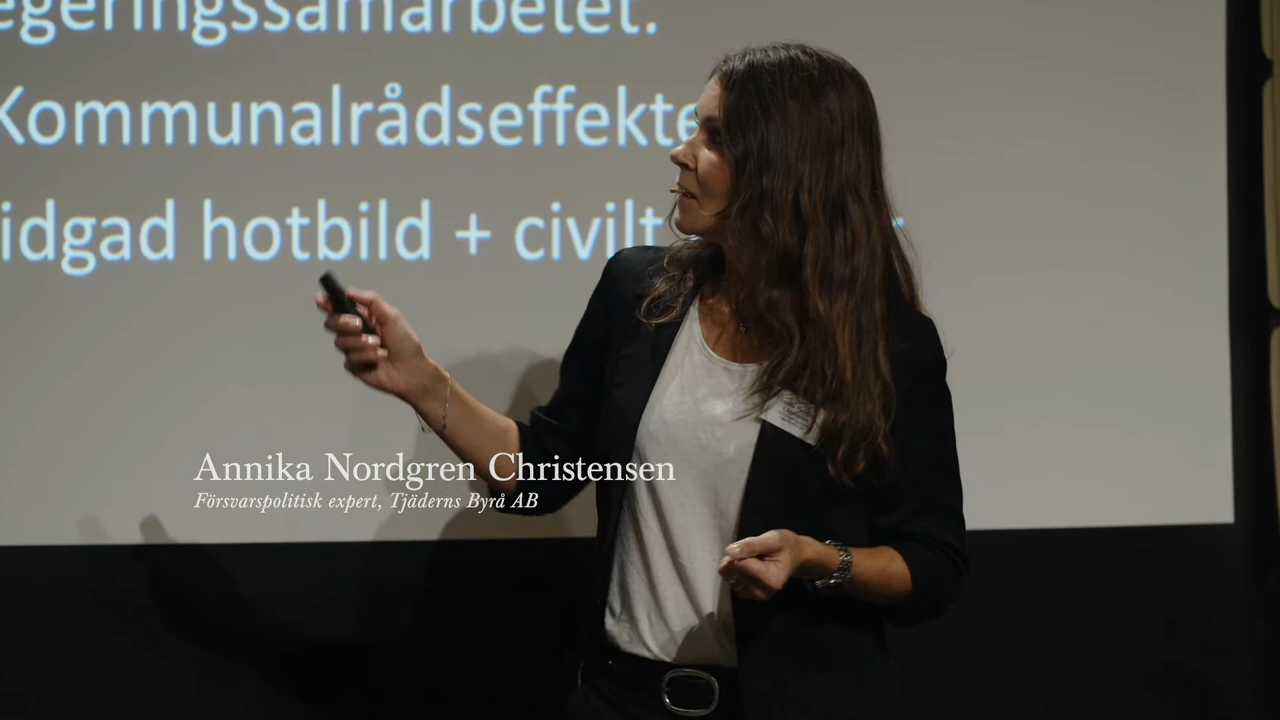 egeringssamarbetet.
Kommunalrådseffekte
idgad hotbild + civilt
Annika Nordgren Christensen
Försvarspolitisk expert, Tjäderns Byrå AB